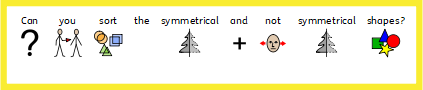 Can you sort the symmetrical and not symmetrical shapes?